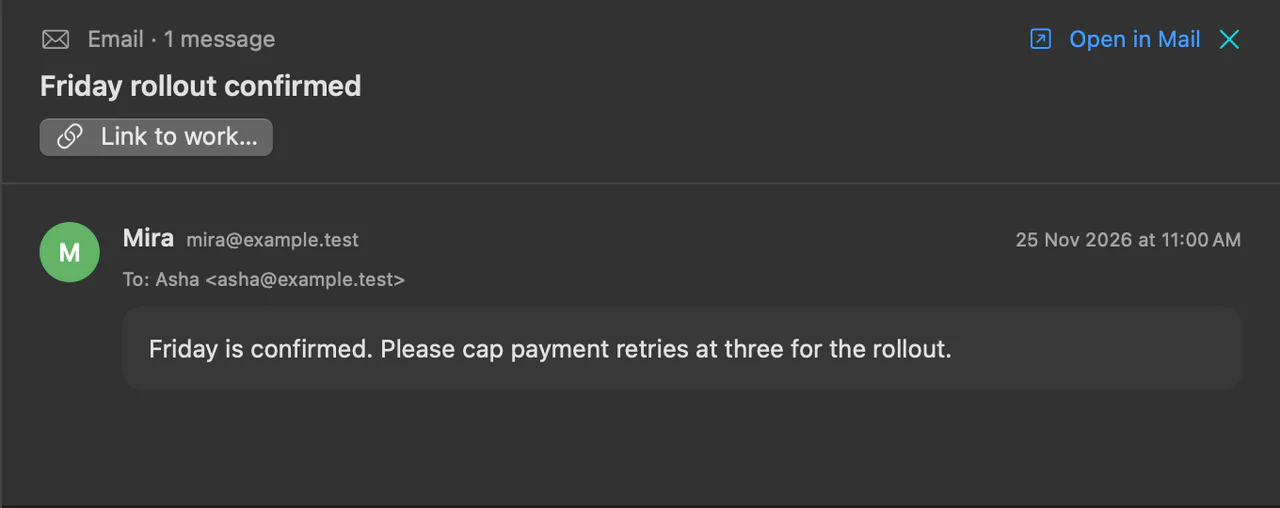 Email · 1 message
Open in Mail
Friday rollout confirmed
Link to work...
M
Mira mira@example.test
25 Nov 2026 at 11:00 AM
To: Asha <asha@example.test>
Friday is confirmed. Please cap payment retries at three for the rollout.